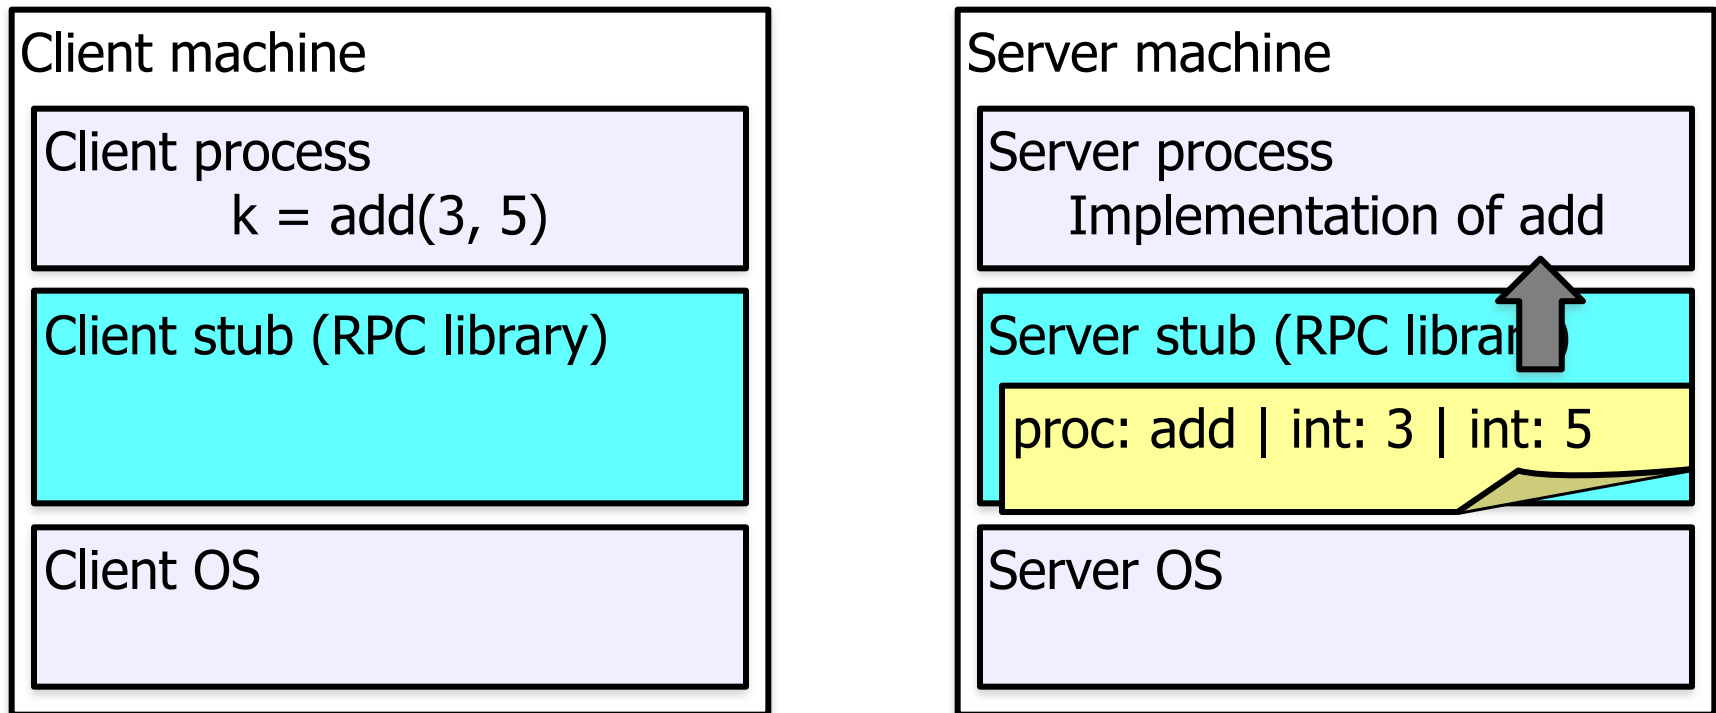 Client machine
Client process
k = add(3, 5)
Client stub (RPC library)
Client OS
Server machine
Server process
Implementation of add
Server stub (RPC library)
proc: add | int: 3 | int: 5
Server OS